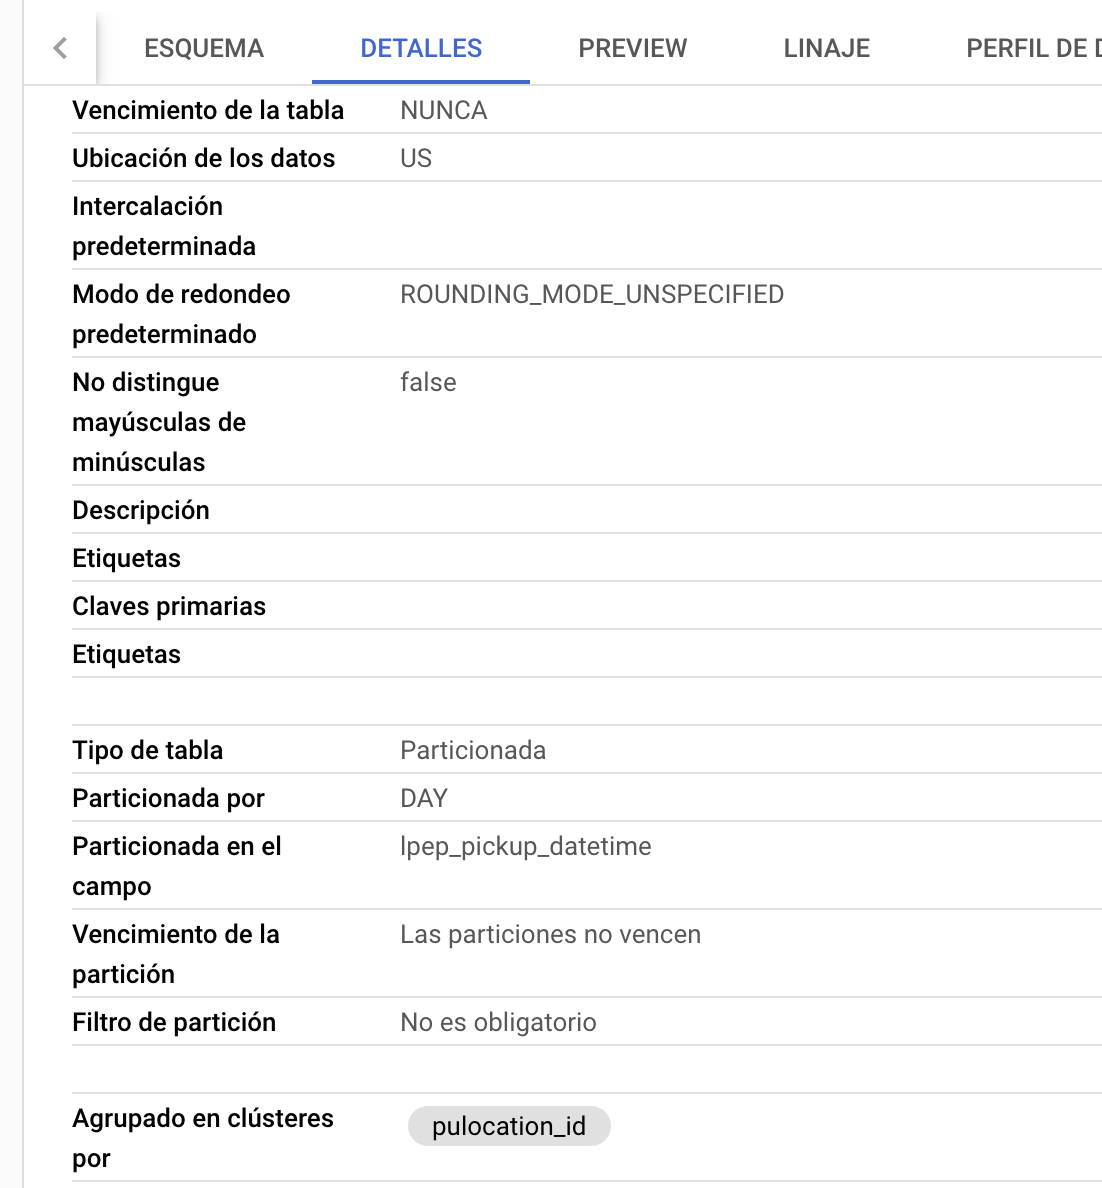 ESQUEMA DETALLES PREVIEW LINAJE PERFIL DE
Vencimiento de la tabla NUNCA
Ubicación de los datos US
Intercalación
predeterminada
Modo de redondeo ROUNDING_MODE_UNSPECIFIED
predeterminado
No distingue false
mayúsculas de
minúsculas
Descripción
Etiquetas
Claves primarias
Etiquetas
Tipo de tabla Particionada
Particionada por DAY
Particionada en el lpep_pickup_datetime
campo
Vencimiento de la Las particiones no vencen
partición
Filtro de partición No es obligatorio
Agrupado en clústeres pulocation_id
por